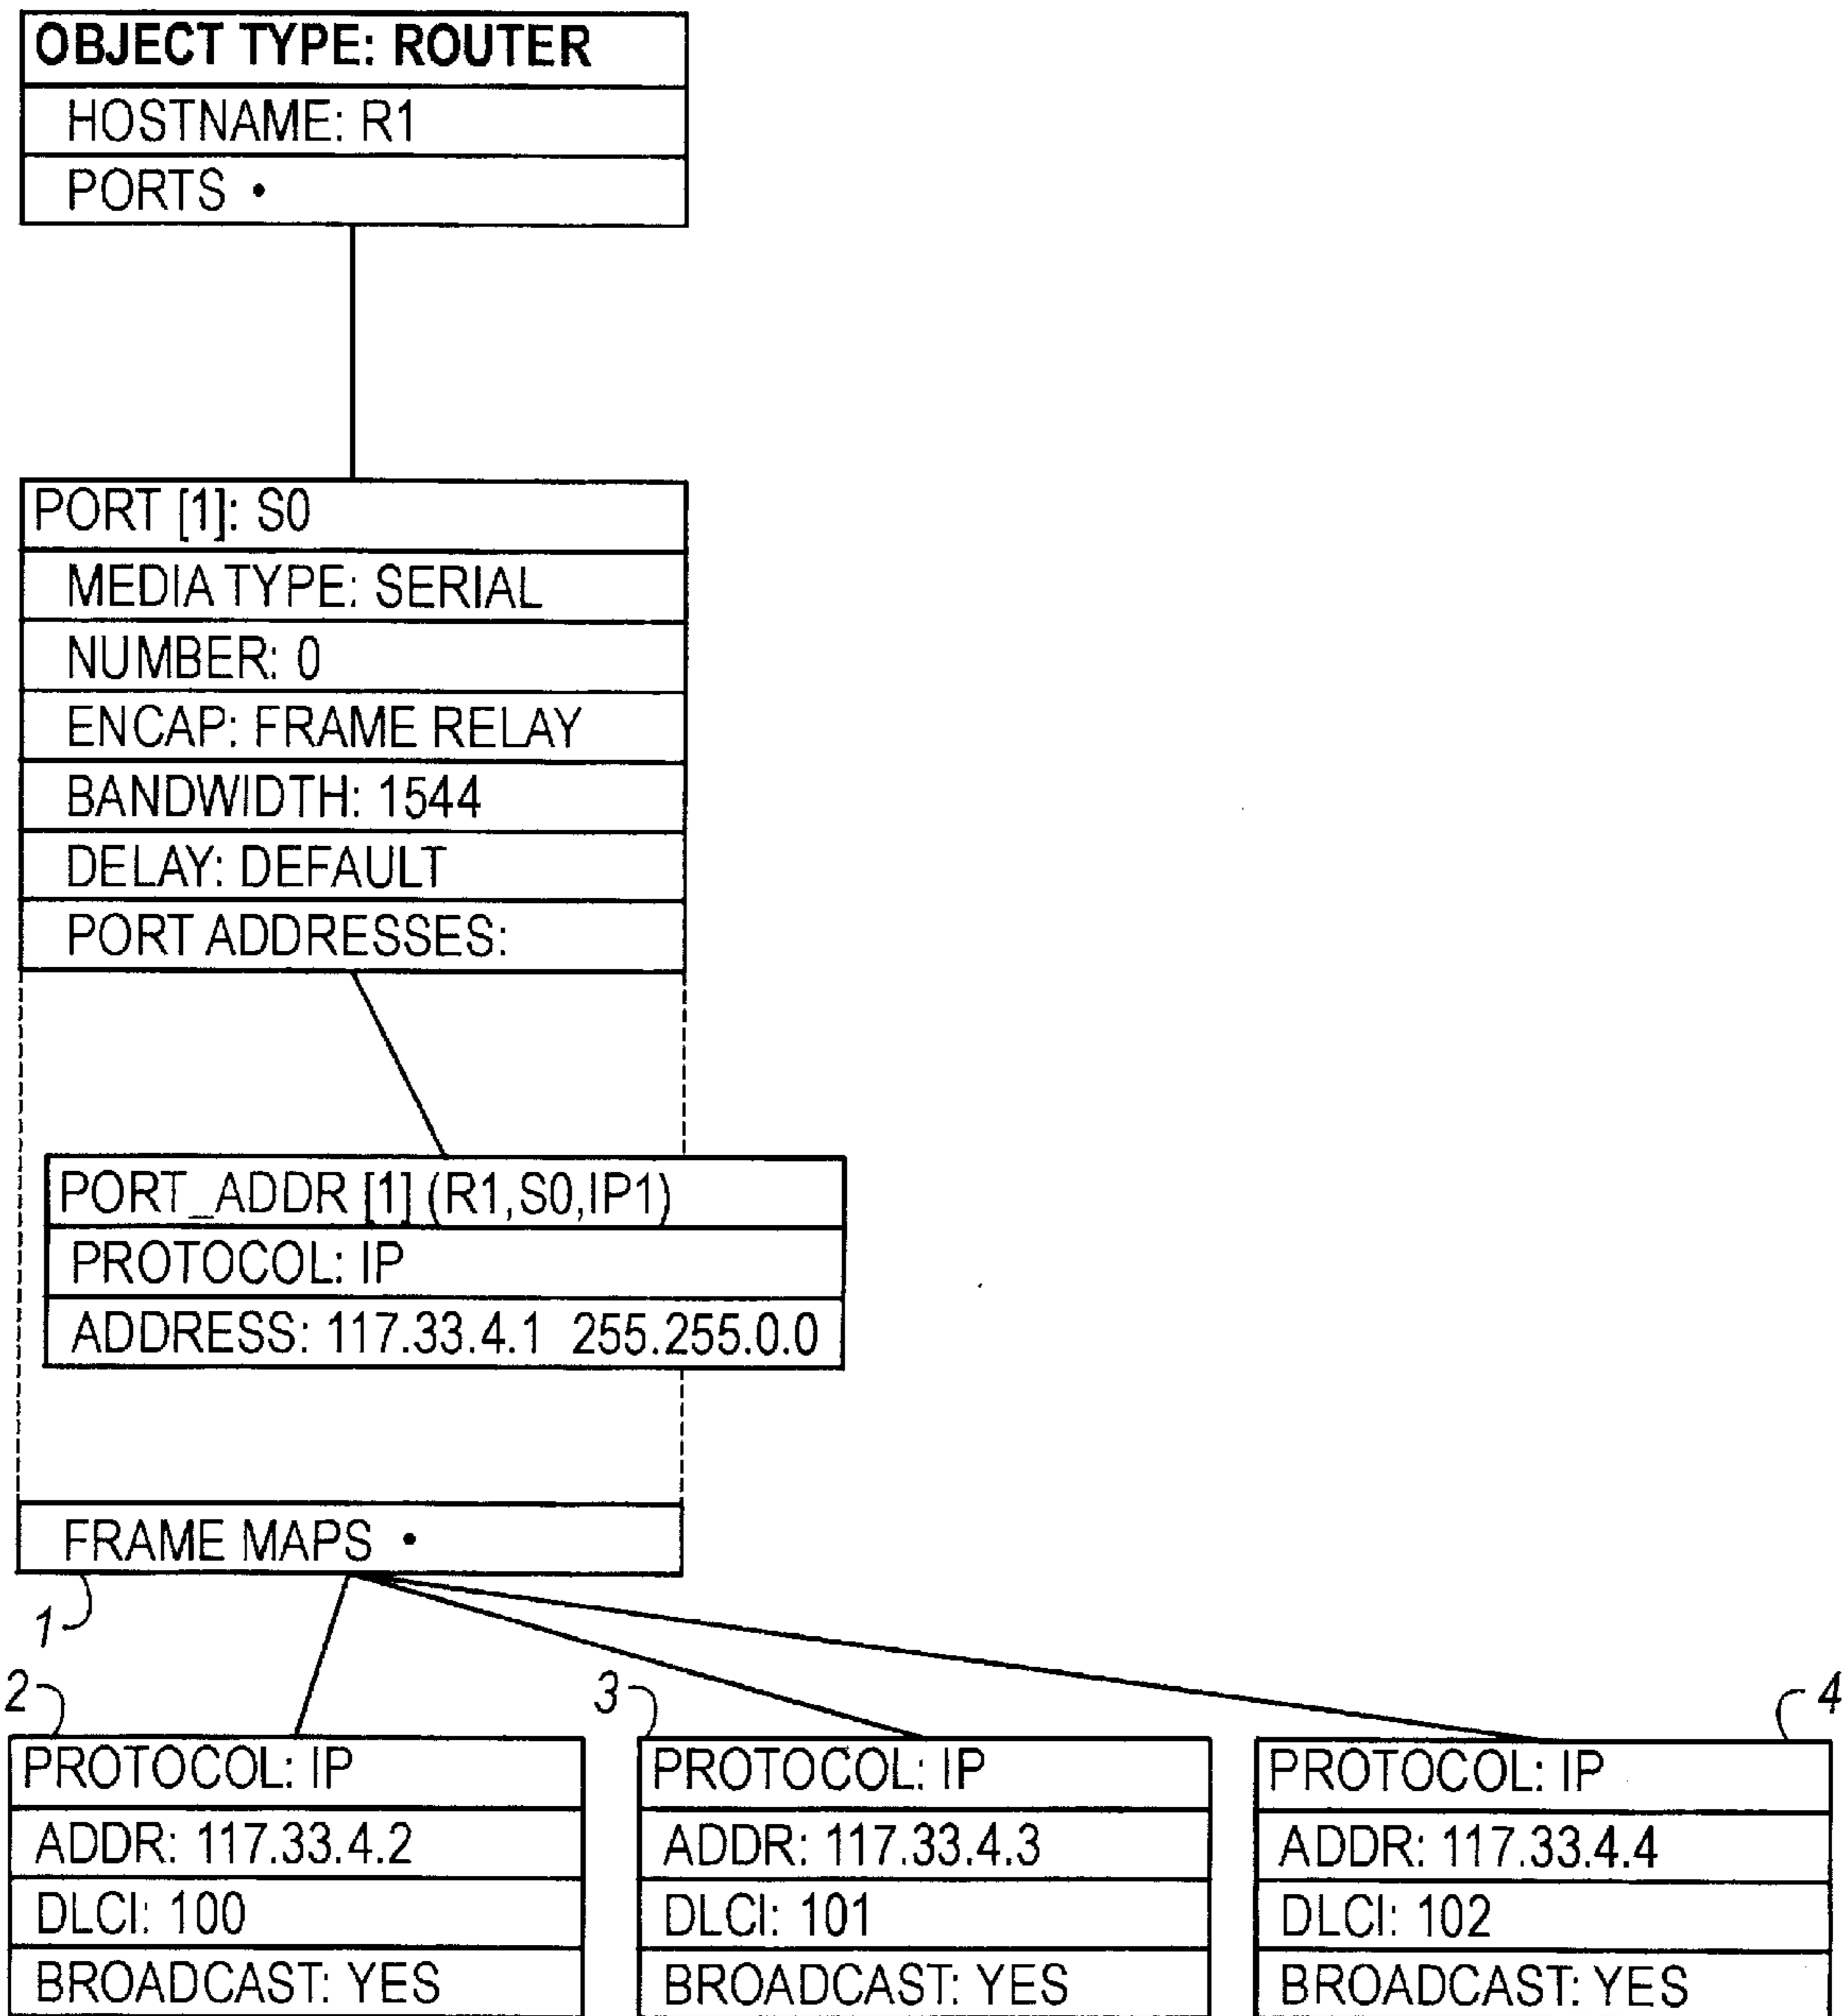 OBJECT TYPE: ROUTER
HOSTNAME: R1
PORTS •
PORT [1]: S0
MEDIA TYPE: SERIAL
NUMBER: 0
ENCAP: FRAME RELAY
BANDWIDTH: 1544
DELAY: DEFAULT
PORT ADDRESSES:
PORT_ADDR [1] (R1,S0,IP1)
PROTOCOL: IP
ADDRESS: 117.33.4.1 255.255.0.0
FRAME MAPS •
1
2
PROTOCOL: IP
ADDR: 117.33.4.2
DLCI: 100
BROADCAST: YES
3
PROTOCOL: IP
ADDR: 117.33.4.3
DLCI: 101
BROADCAST: YES
4
PROTOCOL: IP
ADDR: 117.33.4.4
DLCI: 102
BROADCAST: YES